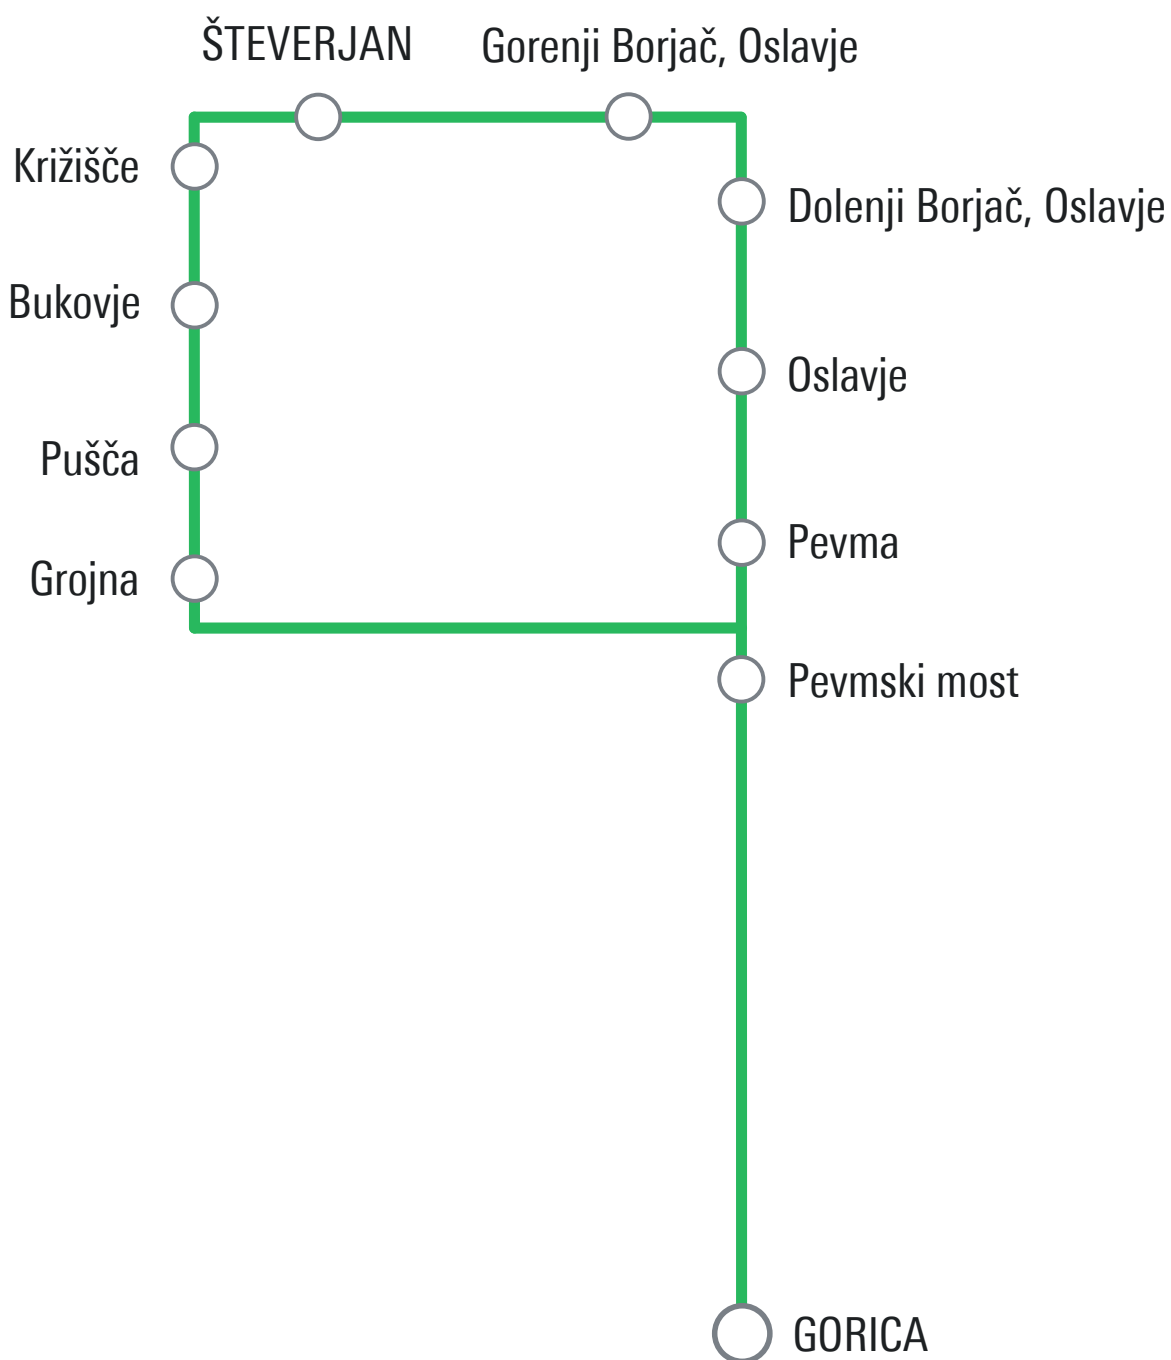 ŠTEVERJAN
Gorenji Borjač, Oslavje
Križišče
Dolenji Borjač, Oslavje
Bukovje
Oslavje
Pušča
Pevma
Grojna
Pevmski most
GORICA